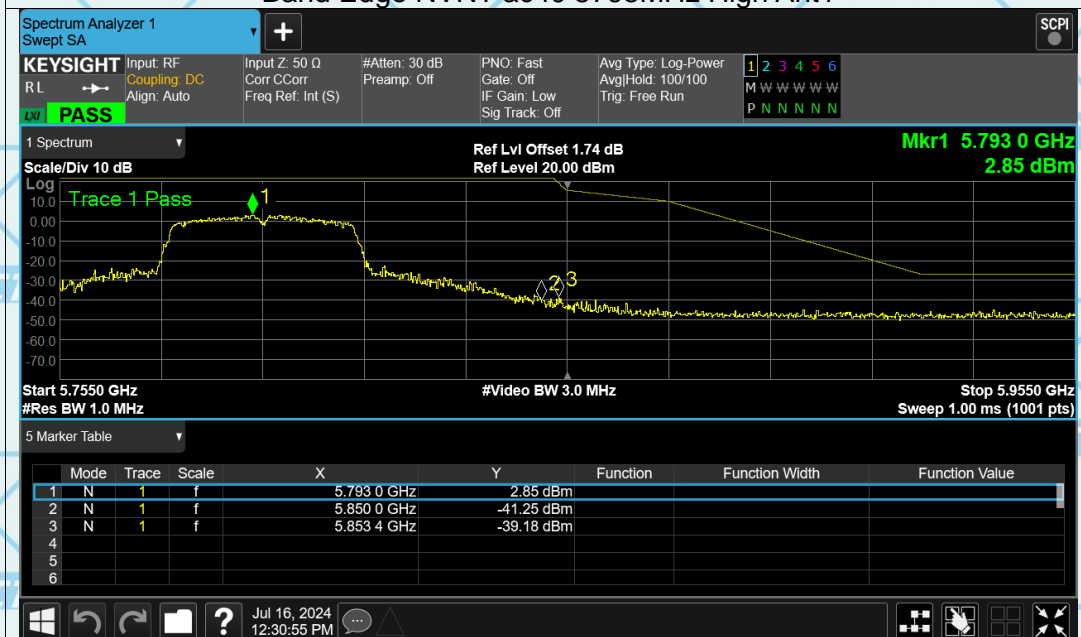 Spectrum Analyzer 1
Swept SA
+
SCPI
KEYSIGHT
RL
LXI PASS
Input: RF
Coupling: DC
Align: Auto
Input Z: 50 Ω
Corr CCorr
Freq Ref: Int (S)
#Atten: 30 dB
Preamp: Off
PNO: Fast
Gate: Off
IF Gain: Low
Sig Track: Off
Avg Type: Log-Power
Avg|Hold: 100/100
Trig: Free Run
1 2 3 4 5 6
M W W W W W W
P N N N N N
1 Spectrum
Scale/Div 10 dB
Ref Lvl Offset 1.74 dB
Ref Level 20.00 dBm
Mkr1 5.793 0 GHz
2.85 dBm
Log
Trace 1 Pass
10.0
0.00
-10.0
-20.0
-30.0
-40.0
-50.0
-60.0
-70.0
1
2 3
Start 5.7550 GHz
#Video BW 3.0 MHz
Stop 5.9550 GHz
#Res BW 1.0 MHz
Sweep 1.00 ms (1001 pts)
5 Marker Table
Mode Trace Scale X Y Function Function Width Function Value
1 N 1 f 5.793 0 GHz 2.85 dBm
2 N 1 f 5.850 0 GHz -41.25 dBm
3 N 1 f 5.853 4 GHz -39.18 dBm
4
5
6
?
Jul 16, 2024
12:30:55 PM